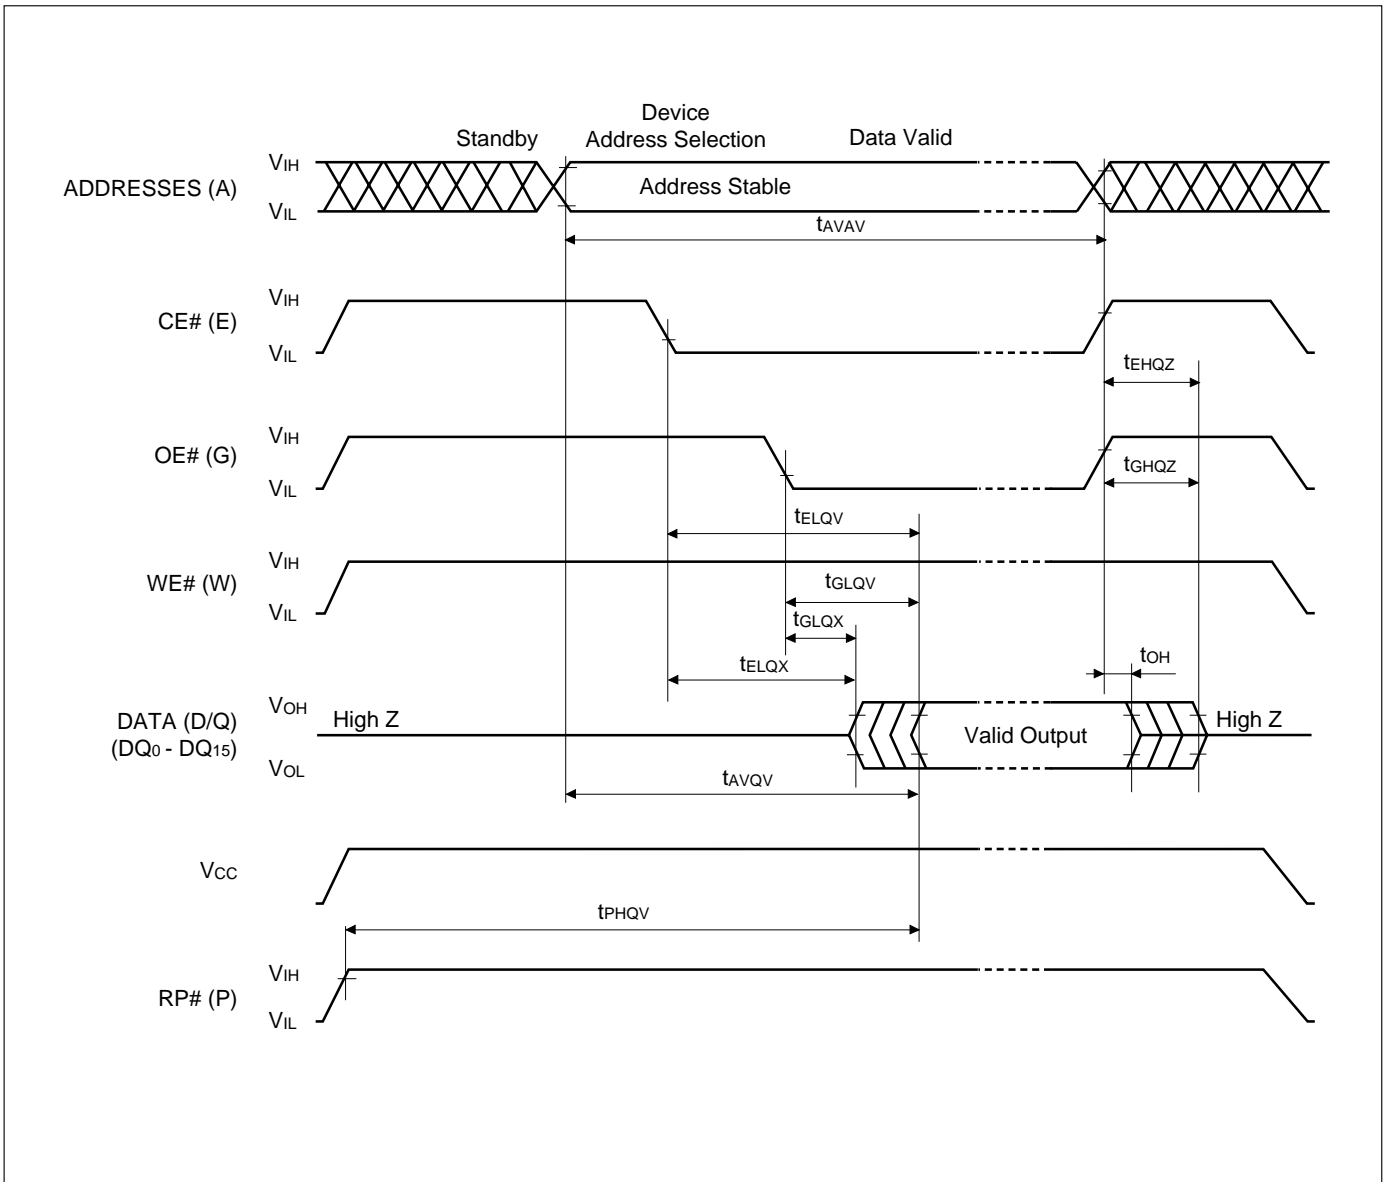 Device
Standby Address Selection Data Valid
VIH
ADDRESSES (A) Address Stable
VIL
tAVAV
VIH
CE# (E)
VIL
tEHQZ
VIH
OE# (G)
tGHQZ
VIL
tELQV
VIH
WE# (W)
tGLQV
VIL
tGLQX
tELQX
tOH
VOH
DATA (D/Q) High Z Valid Output High Z
(DQ0 - DQ15)
VOL
tAVQV
VCC
tPHQV
VIH
RP# (P)
VIL